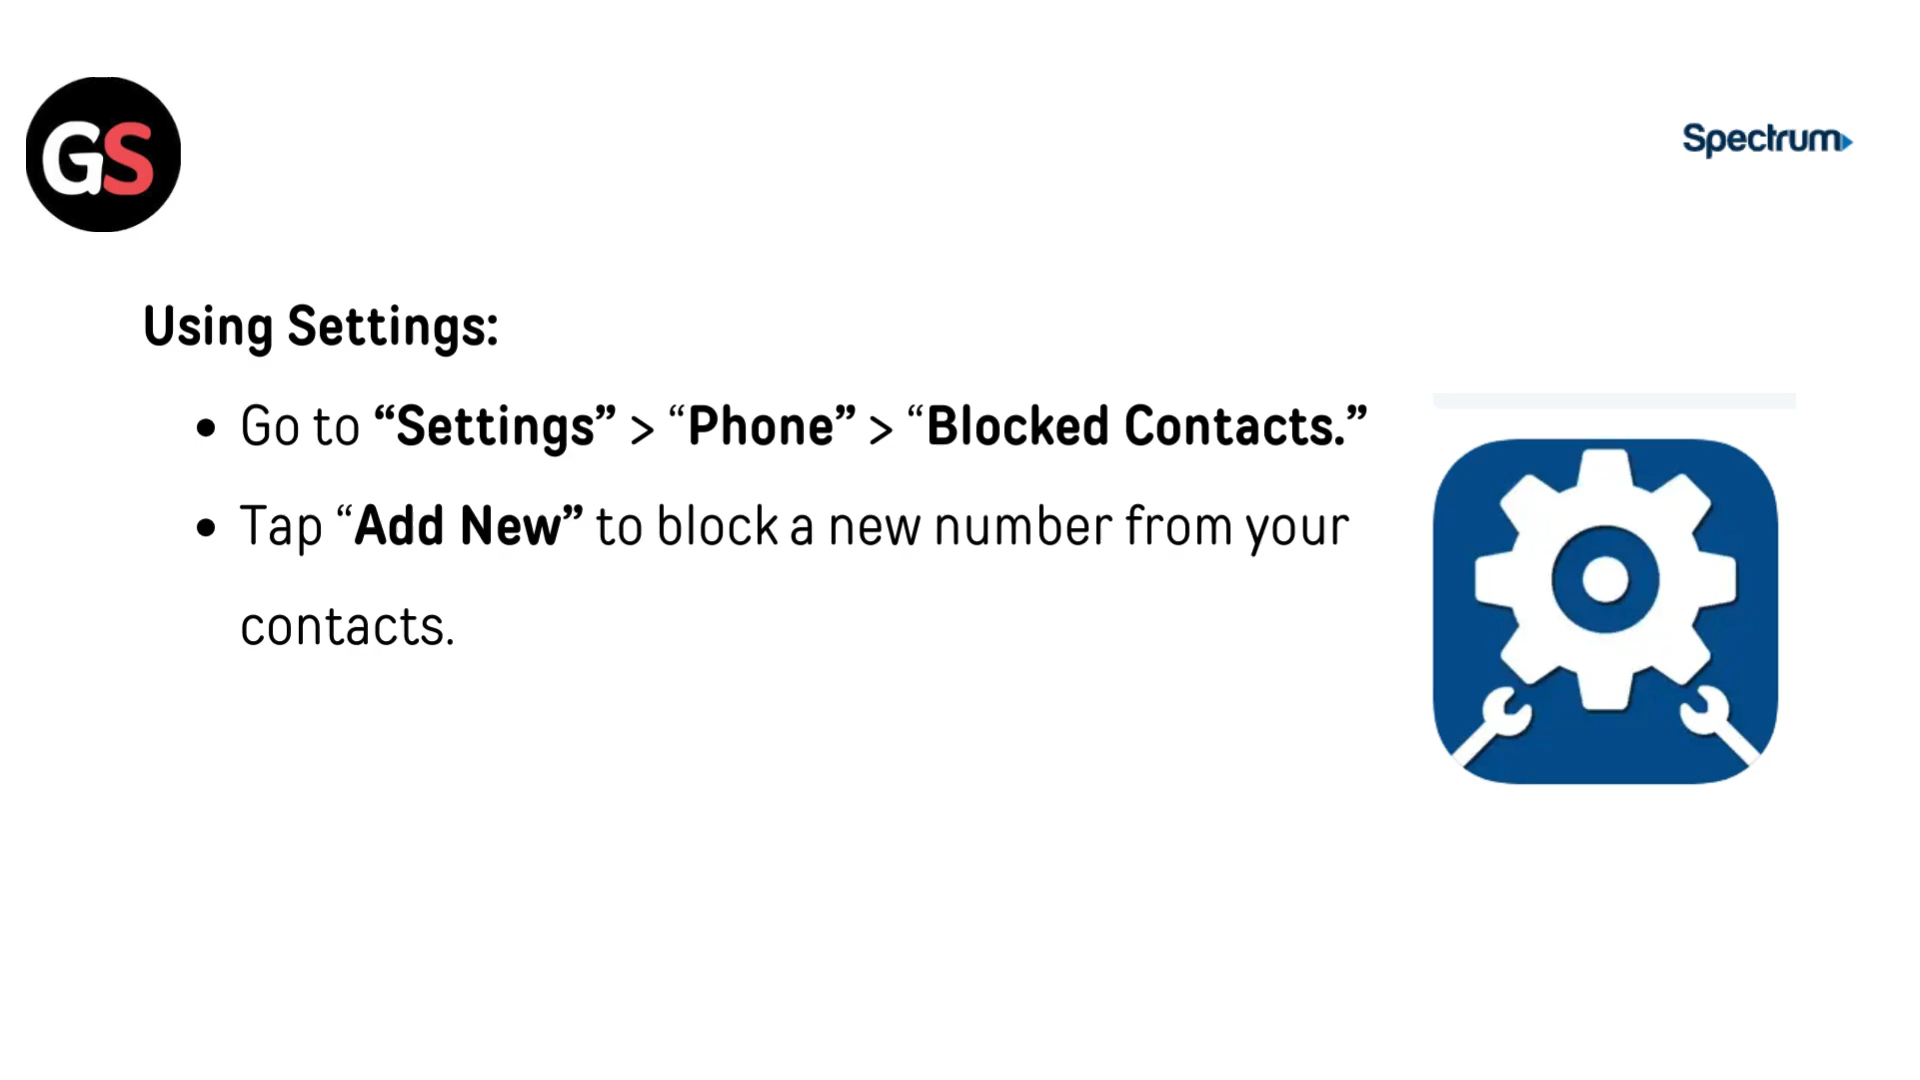 GS
Spectrum
Using Settings:
• Go to “Settings” > “Phone” > “Blocked Contacts.”
• Tap “Add New” to block a new number from your
contacts.